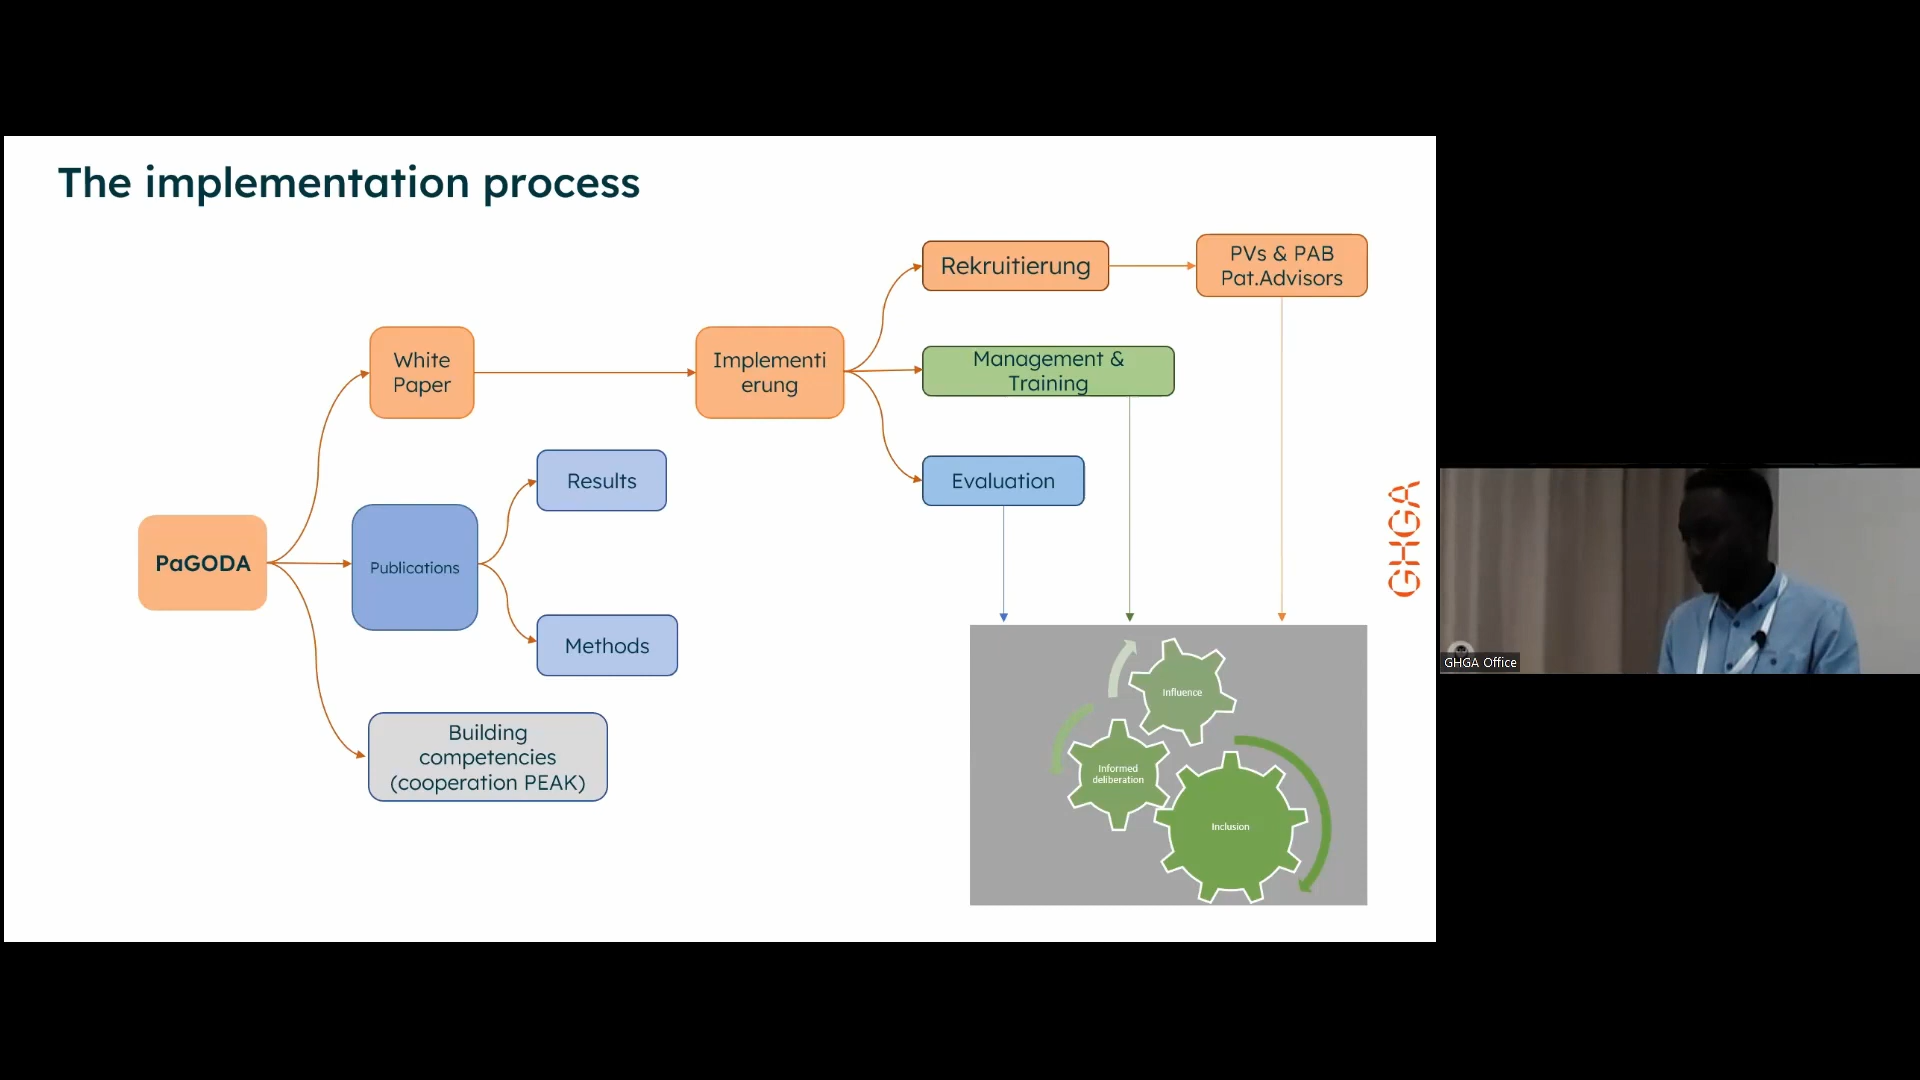 The implementation process
Rekruitierung
PVs & PAB
Pat.Advisors
White
Paper
Implementi
erung
Management &
Training
Results
Evaluation
PaGODA
Publications
Methods
Building
competencies
(cooperation PEAK)
Influence
Informed
deliberation
Inclusion
GHGA
GHGA Office